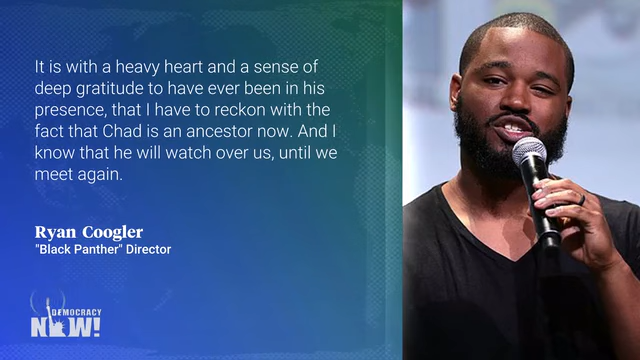 It is with a heavy heart and a sense of
deep gratitude to have ever been in his
presence, that I have to reckon with the
fact that Chad is an ancestor now. And I
know that he will watch over us, until we
meet again.
Ryan Coogler
"Black Panther" Director
DEMOCRACY
NOW!